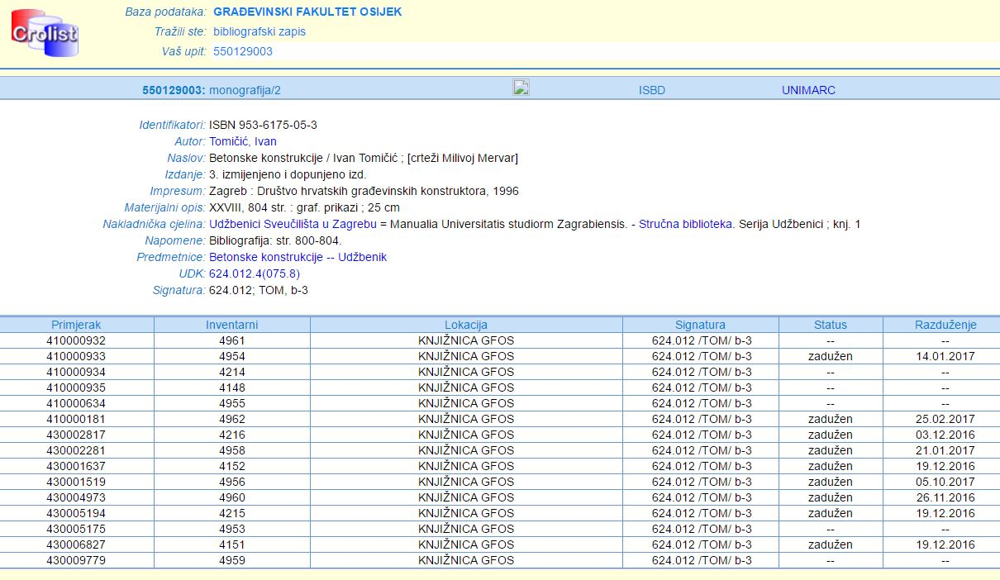 Crolist
Baza podataka: GRAĐEVINSKI FAKULTET OSIJEK
Tražili ste: bibliografski zapis
Vaš upit: 550129003
550129003: monografija/2 ISBD UNIMARC
Identifikatori: ISBN 953-6175-05-3
Autor: Tomičić, Ivan
Naslov: Betonske konstrukcije / Ivan Tomičić ; [crteži Milivoj Mervar]
Izdanje: 3. izmijenjeno i dopunjeno izd.
Impresum: Zagreb : Društvo hrvatskih građevinskih konstruktora, 1996
Materijalni opis: XXVIII, 804 str. : graf. prikazi ; 25 cm
Nakladnička cjelina: Udžbenici Sveučilišta u Zagrebu = Manualia Universitatis studiorm Zagrabiensis. - Stručna biblioteka. Serija Udžbenici ; knj. 1
Napomene: Bibliografija: str. 800-804.
Predmetnice: Betonske konstrukcije -- Udžbenik
UDK: 624.012.4(075.8)
Signatura: 624.012; TOM, b-3
Primjerak Inventarni Lokacija Signatura Status Razduženje
410000932 4961 KNJIŽNICA GFOS 624.012 /TOM/ b-3 -- --
410000933 4954 KNJIŽNICA GFOS 624.012 /TOM/ b-3 zadužen 14.01.2017
410000934 4214 KNJIŽNICA GFOS 624.012 /TOM/ b-3 -- --
410000935 4148 KNJIŽNICA GFOS 624.012 /TOM/ b-3 -- --
410000634 4955 KNJIŽNICA GFOS 624.012 /TOM/ b-3 -- --
410000181 4962 KNJIŽNICA GFOS 624.012 /TOM/ b-3 zadužen 25.02.2017
430002817 4216 KNJIŽNICA GFOS 624.012 /TOM/ b-3 zadužen 03.12.2016
430002281 4958 KNJIŽNICA GFOS 624.012 /TOM/ b-3 zadužen 21.01.2017
430001637 4152 KNJIŽNICA GFOS 624.012 /TOM/ b-3 zadužen 19.12.2016
430001519 4956 KNJIŽNICA GFOS 624.012 /TOM/ b-3 zadužen 05.10.2017
430004973 4960 KNJIŽNICA GFOS 624.012 /TOM/ b-3 zadužen 26.11.2016
430005194 4215 KNJIŽNICA GFOS 624.012 /TOM/ b-3 zadužen 19.12.2016
430005175 4953 KNJIŽNICA GFOS 624.012 /TOM/ b-3 -- --
430006827 4151 KNJIŽNICA GFOS 624.012 /TOM/ b-3 zadužen 19.12.2016
430009779 4959 KNJIŽNICA GFOS 624.012 /TOM/ b-3 -- --